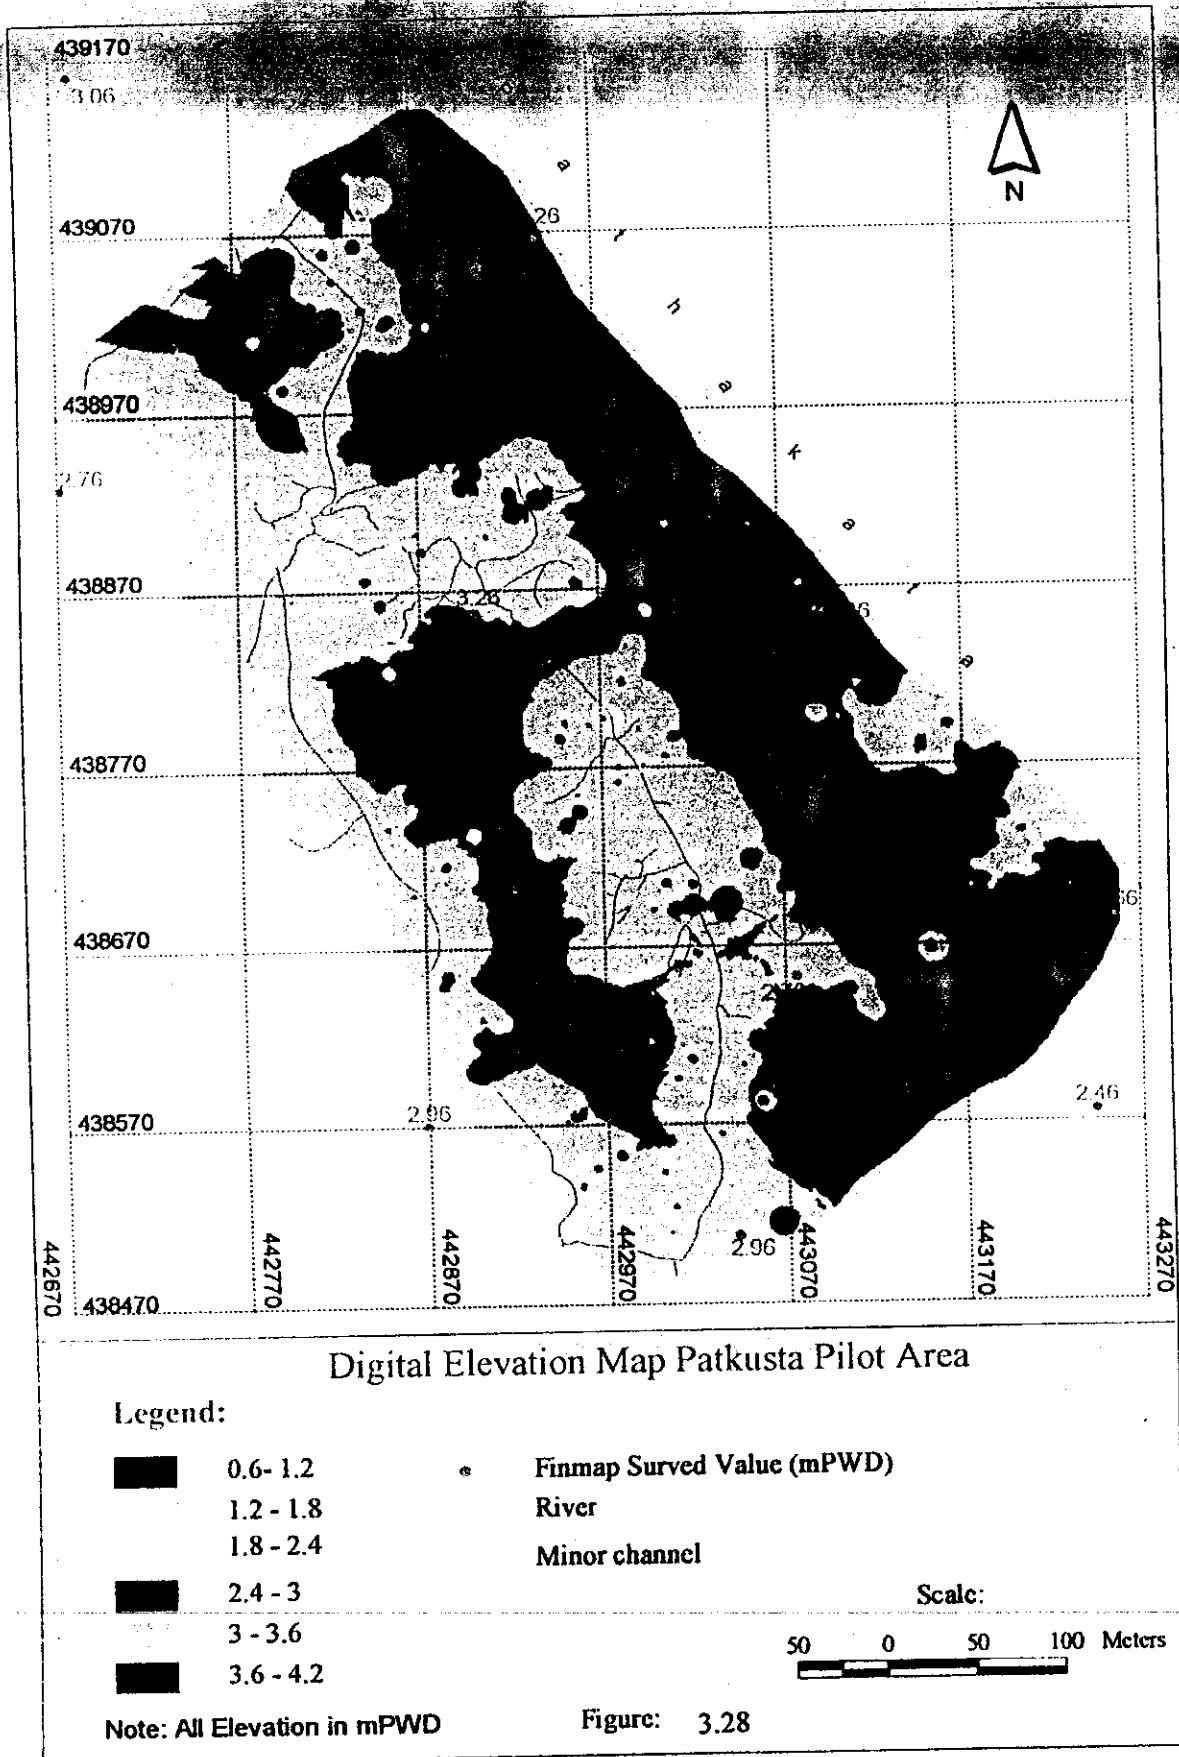 439170
3.06
N
439070
.26
438970
2.76
438870
3.26
438770
438670
438570
2.96
2.46
2.96
438470
442670
442770
442870
442970
443070
443170
443270
a
r
h
a
k
a
t
a
Digital Elevation Map Patkusta Pilot Area
Legend:
0.6- 1.2
Finmap Surved Value (mPWD)
1.2 - 1.8
River
1.8 - 2.4
Minor channel
2.4 - 3
Scale:
3 - 3.6
50 0 50 100 Meters
3.6 - 4.2
Note: All Elevation in mPWD
Figure: 3.28